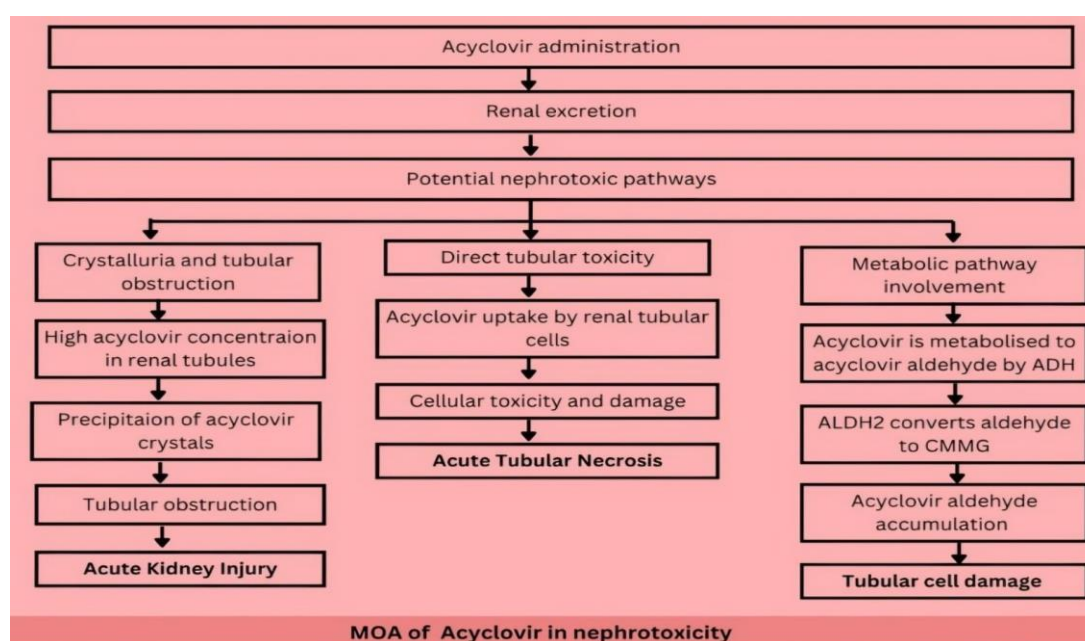 Acyclovir administration
Renal excretion
Potential nephrotoxic pathways
Crystalluria and tubular
obstruction
High acyclovir concentraion
in renal tubules
Precipitaion of acyclovir
crystals
Tubular obstruction
Acute Kidney Injury
Direct tubular toxicity
Acyclovir uptake by renal tubular
cells
Cellular toxicity and damage
Acute Tubular Necrosis
Metabolic pathway
involvement
Acyclovir is metabolised to
acyclovir aldehyde by ADH
ALDH2 converts aldehyde
to CMMG
Acyclovir aldehyde
accumulation
Tubular cell damage
MOA of Acyclovir in nephrotoxicity